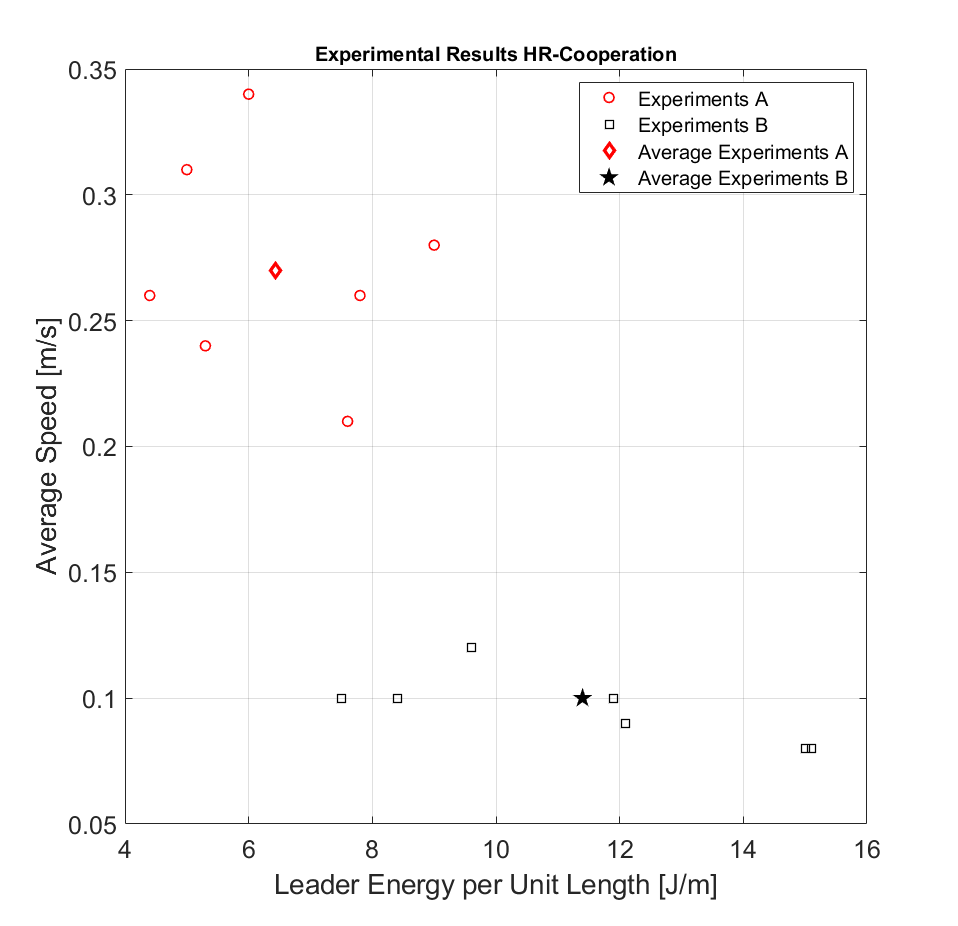 Experimental Results HR-Cooperation
Experiments A
Experiments B
Average Experiments A
Average Experiments B
0.35
0.3
0.25
0.2
0.15
0.1
0.05
Average Speed [m/s]
4 6 8 10 12 14 16
Leader Energy per Unit Length [J/m]